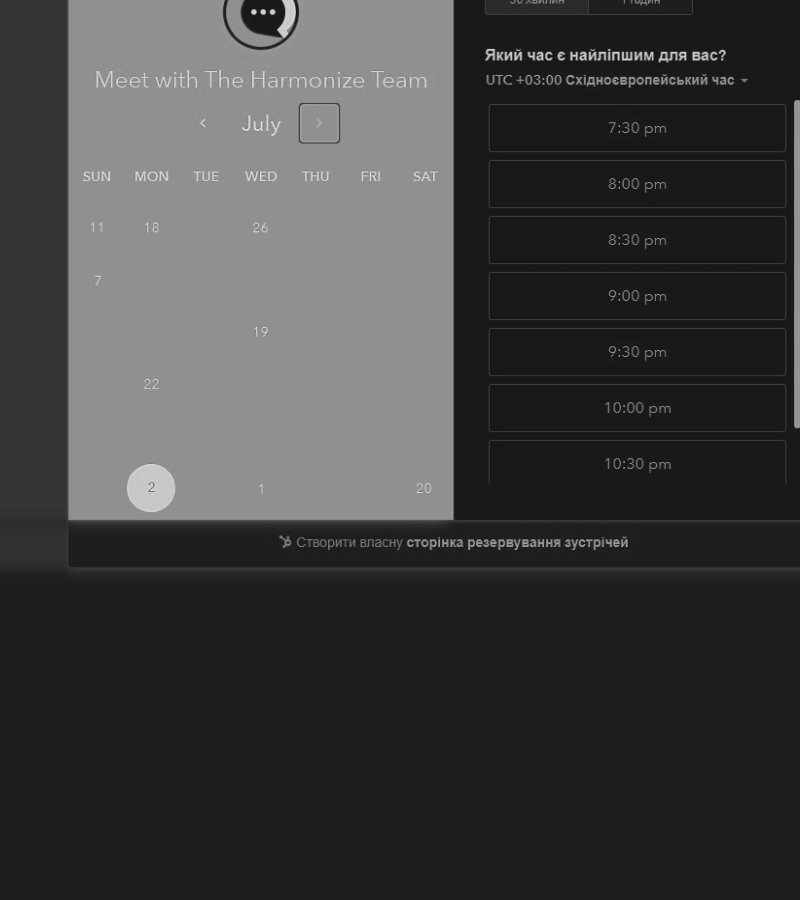 Meet with The Harmonize Team
July
SUN MON TUE WED THU FRI SAT
11 18 26
7
19
22
2 1 20
Який час є найліпшим для вас?
UTC +03:00 Східноєвропейський час
7:30 pm
8:00 pm
8:30 pm
9:00 pm
9:30 pm
10:00 pm
10:30 pm
Створити власну сторінка резервування зустрічей